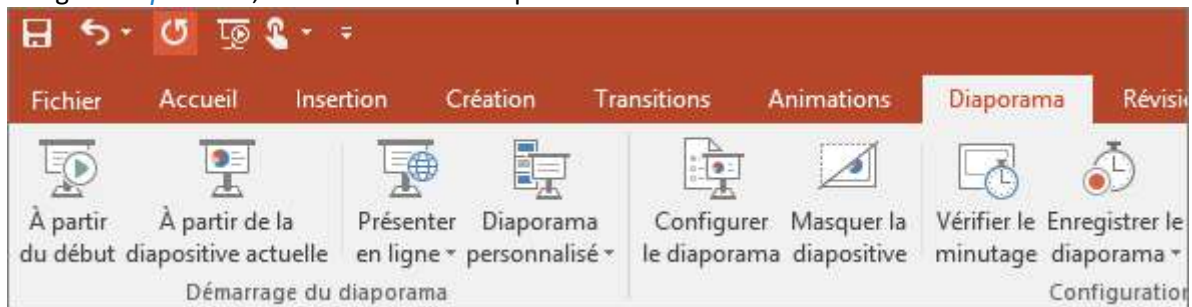 Fichier Accueil Insertion Création Transitions Animations Diaporama
À partir
du début
À partir de la
diapositive actuelle
Présenter
en ligne
Diaporama
personnalisé
Configurer
le diaporama
Masquer la
diapositive
Vérifier le
minutage
Enregistrer le
diaporama
Démarrage du diaporama
Configuration